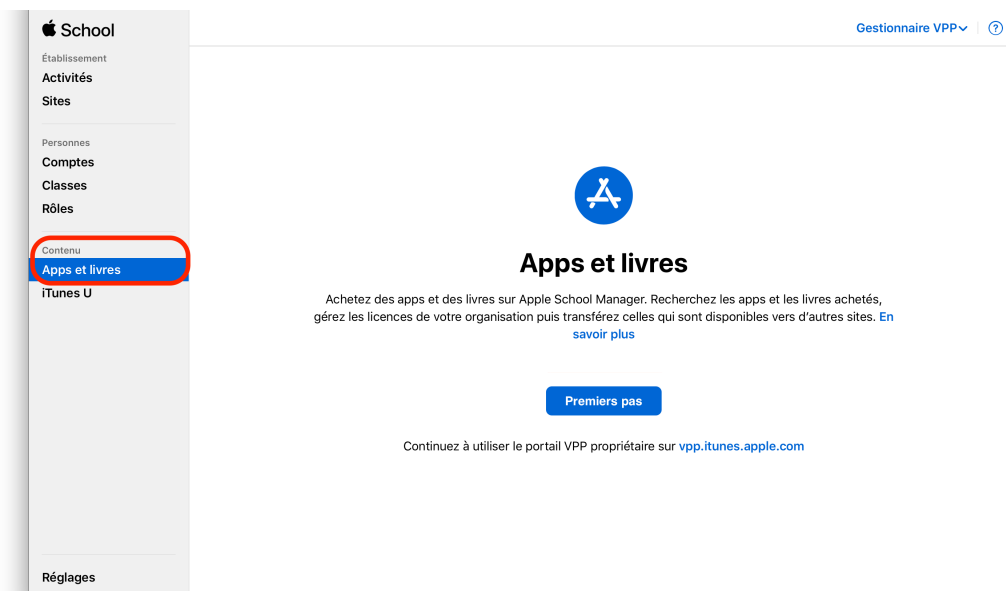 School
Gestionnaire VPP
?
Établissement
Activités
Sites
Personnes
Comptes
Classes
Rôles
Contenu
Apps et livres
iTunes U
Réglages
Apps et livres
Achetez des apps et des livres sur Apple School Manager. Recherchez les apps et les livres achetés,
gérez les licences de votre organisation puis transférez celles qui sont disponibles vers d'autres sites. En
savoir plus
Premiers pas
Continuez à utiliser le portail VPP propriétaire sur vpp.itunes.apple.com